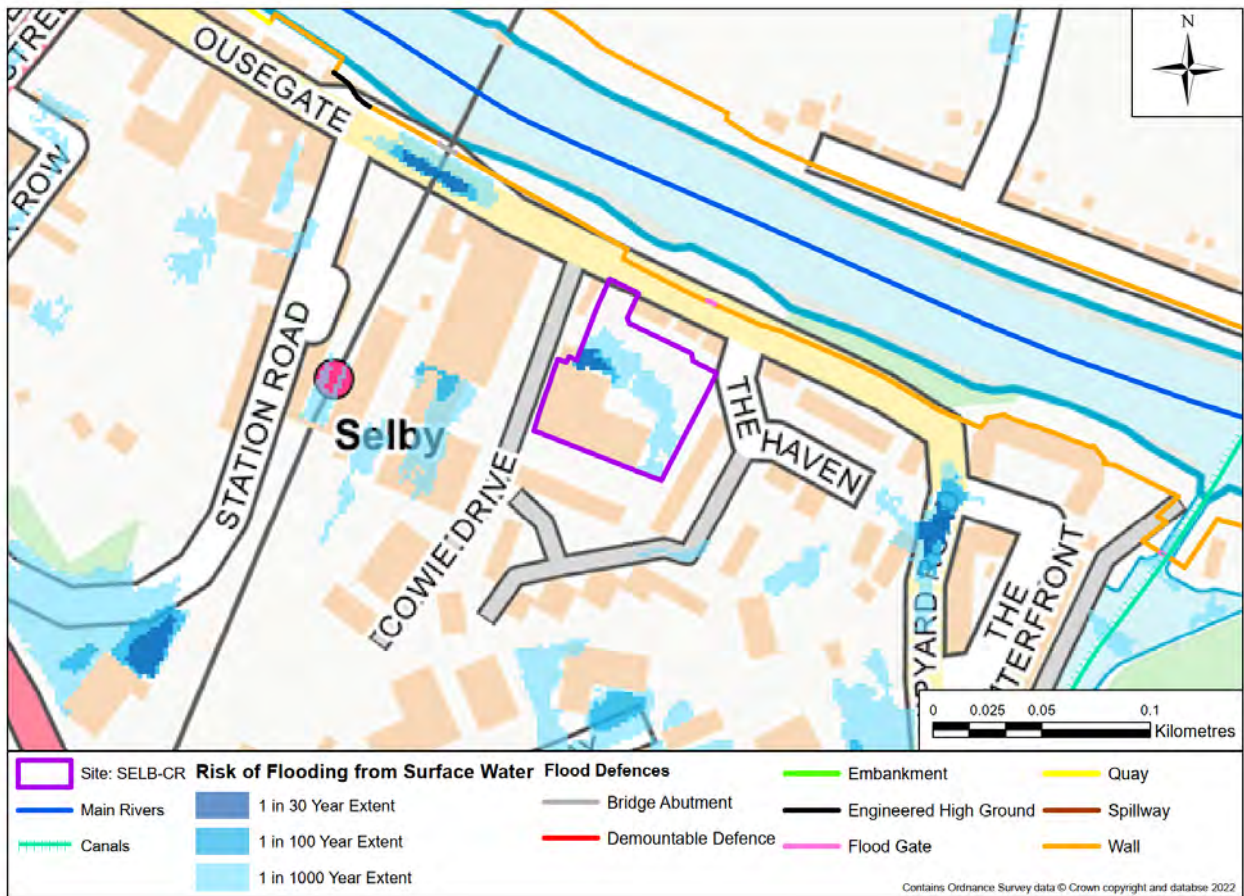 N
OUSEGATE
STREE
ROW
STATION ROAD
Selby
COWIE DRIVE
THE HAVEN
PYARD
THE
TERFRONT
0 0.025 0.05 0.1
Kilometres
Site: SELB-CR
Main Rivers
Canals
Risk of Flooding from Surface Water
1 in 30 Year Extent
1 in 100 Year Extent
1 in 1000 Year Extent
Flood Defences
Bridge Abutment
Demountable Defence
Embankment
Engineered High Ground
Flood Gate
Quay
Spillway
Wall
Contains Ordnance Survey data © Crown copyright and databse 2022